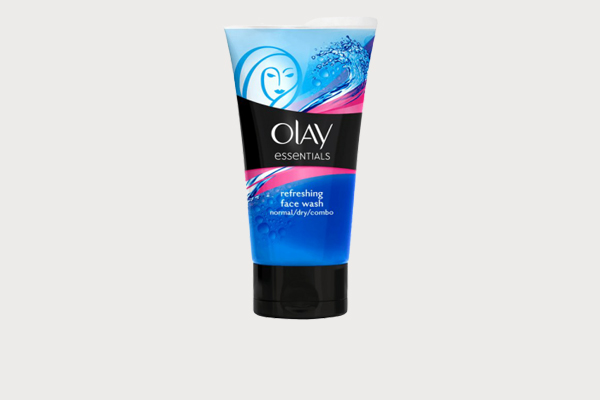 OLAY
essentials
refreshing
face wash
normal/dry/combo